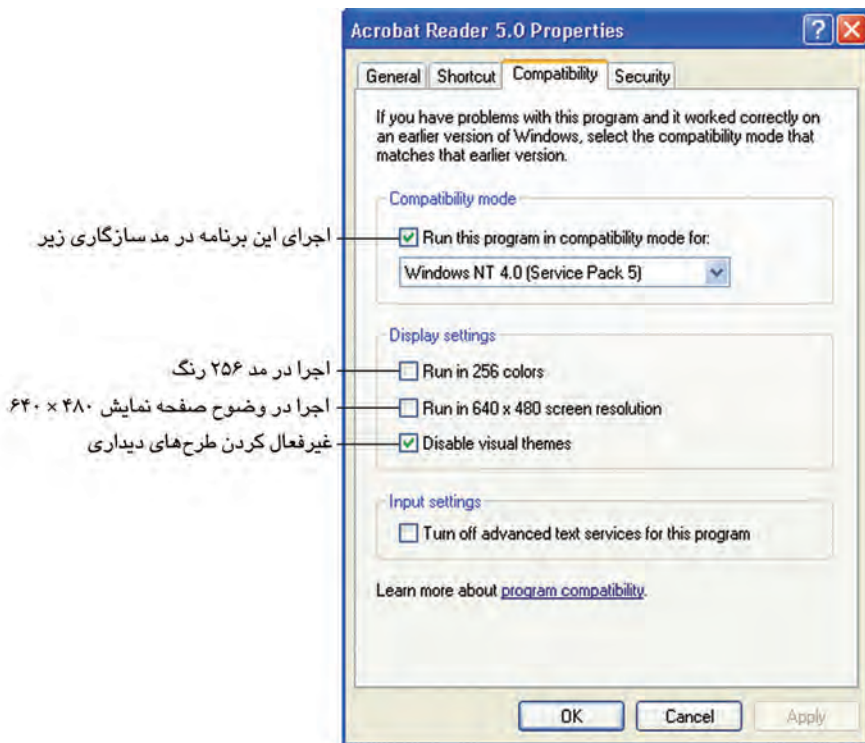 Acrobat Reader 5.0 Properties
General Shortcut Compatibility Security
If you have problems with this program and it worked correctly on
an earlier version of Windows, select the compatibility mode that
matches that earlier version.
Compatibility mode
اجرای این برنامه در مد سازگاری زیر
Run this program in compatibility mode for:
Windows NT 4.0 (Service Pack 5)
Display settings
اجرا در مد ۲۵۶ رنگ
Run in 256 colors
اجرا در وضوح صفحه نمایش ۴۸۰ × ۶۴۰
Run in 640 x 480 screen resolution
غیرفعال کردن طرح‌های دیداری
Disable visual themes
Input settings
Turn off advanced text services for this program
Learn more about program compatibility.
OK Cancel Apply